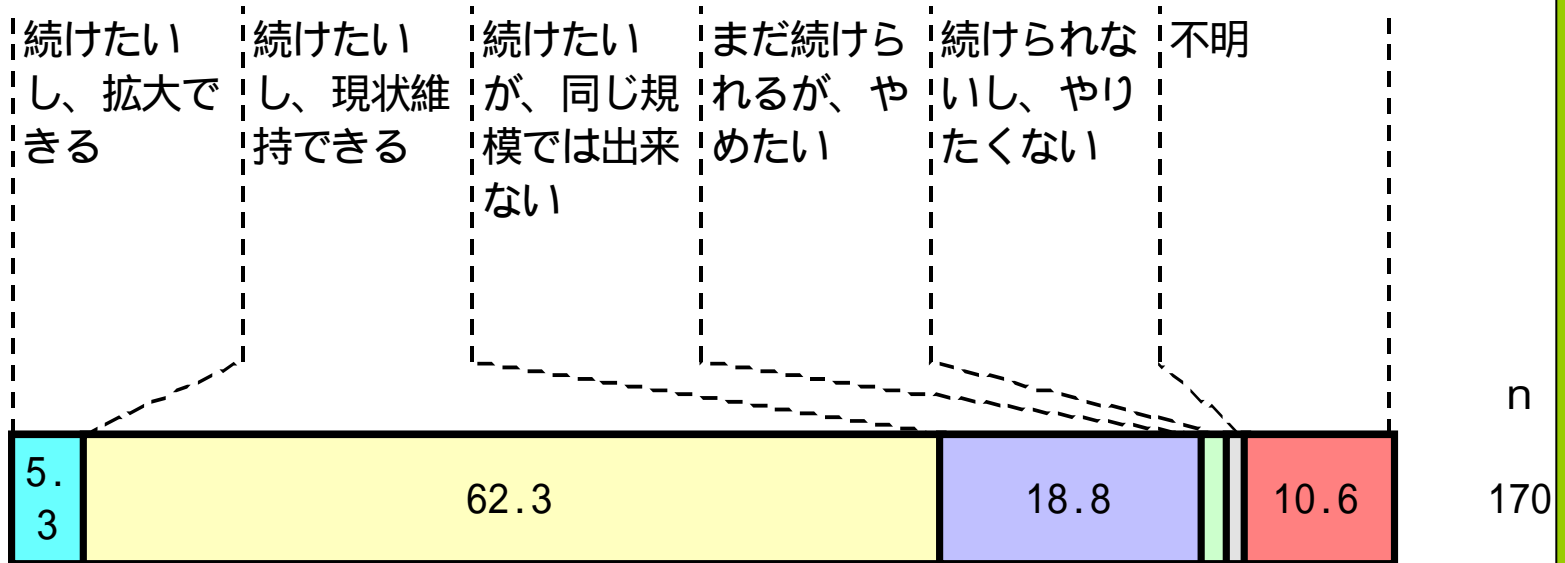 続けたい
し、拡大で
きる
続けたい
し、現状維
持できる
続けたい
が、同じ規
模では出来
ない
まだ続けら
れるが、や
めたい
続けられな
いし、やり
たくない
不明
n
5.
3
62.3
18.8
10.6
170